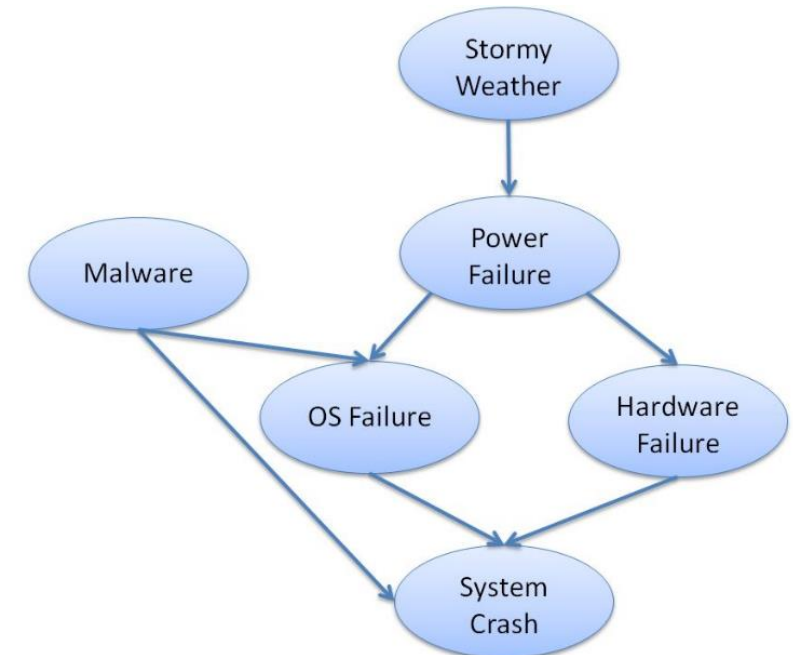 Stormy
Weather
Power
Failure
Malware
OS Failure
Hardware
Failure
System
Crash